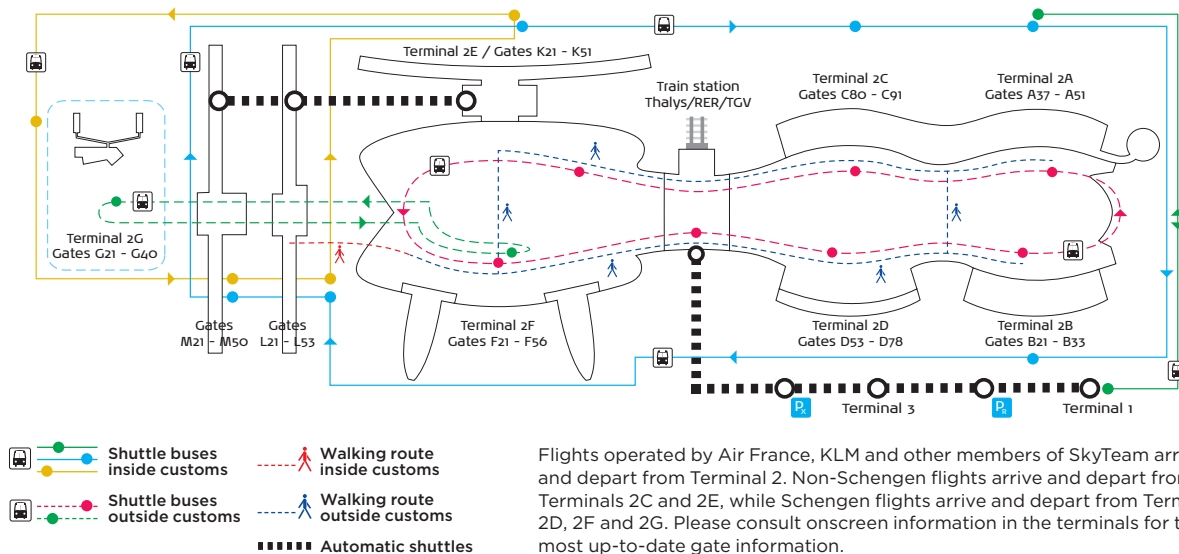 Terminal 2E / Gates K21 - K51
Train station
Thalys/RER/TGV
Terminal 2C
Gates C80 - C91
Terminal 2A
Gates A37 - A51
Terminal 2G
Gates G21 - G40
Gates
M21 - M50
Gates
L21 - L53
Terminal 2F
Gates F21 - F56
Terminal 2D
Gates D53 - D78
Terminal 2B
Gates B21 - B33
PX
Terminal 3
PR
Terminal 1
Shuttle buses
inside customs
Walking route
inside customs
Shuttle buses
outside customs
Walking route
outside customs
Automatic shuttles
Flights operated by Air France, KLM and other members of SkyTeam arr
and depart from Terminal 2. Non-Schengen flights arrive and depart fro
Terminals 2C and 2E, while Schengen flights arrive and depart from Term
2D, 2F and 2G. Please consult onscreen information in the terminals for t
most up-to-date gate information.